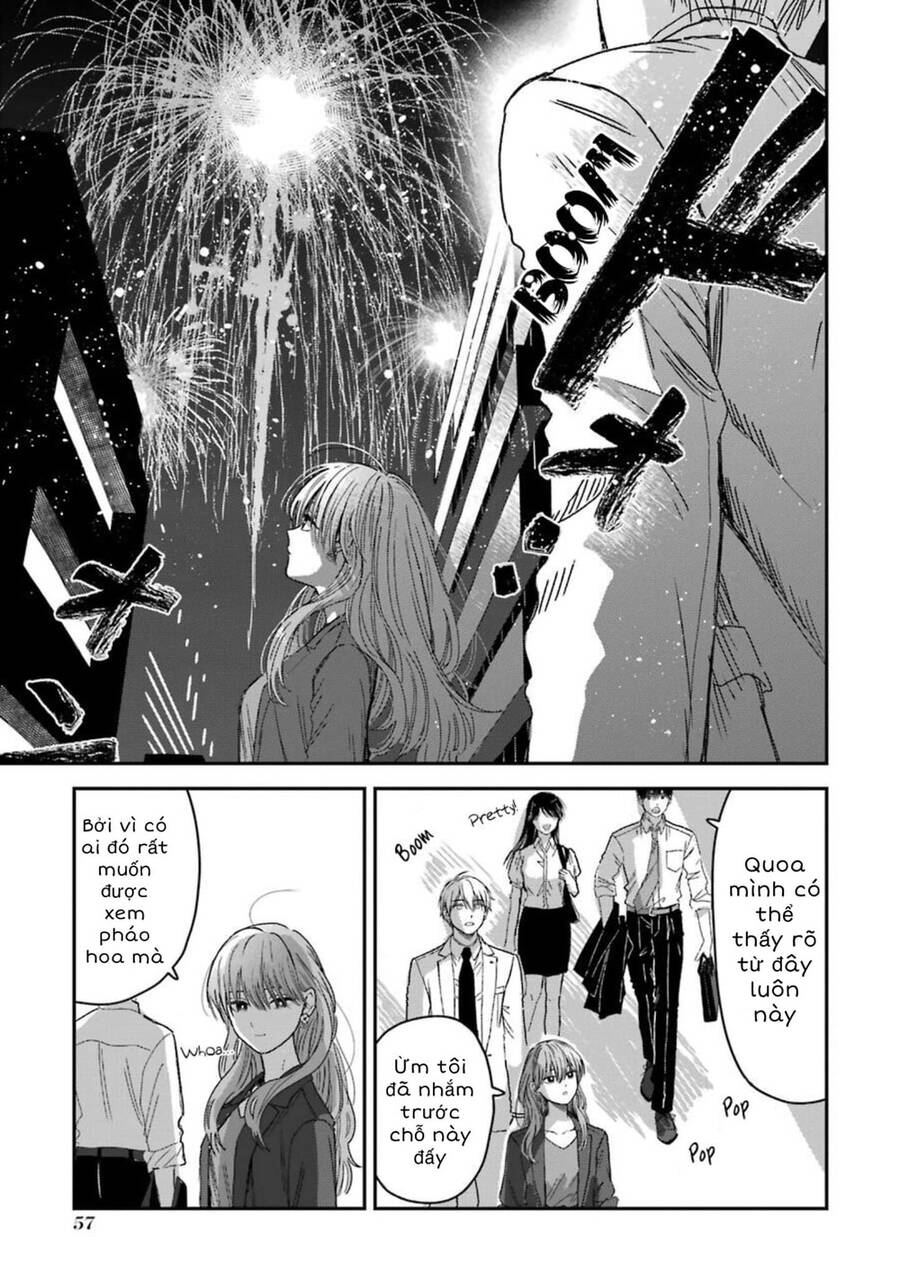 BOOM
Pretty!
BOOM
Quoa
mình có
thể
thấy rõ
từ đây
luôn
này
Ừm tôi
đã nhắm
trước
chỗ này
đấy
POP
POP
Bởi vì có
ai đó rất
muốn
được
xem
pháo
hoa mà
Whoa...
57